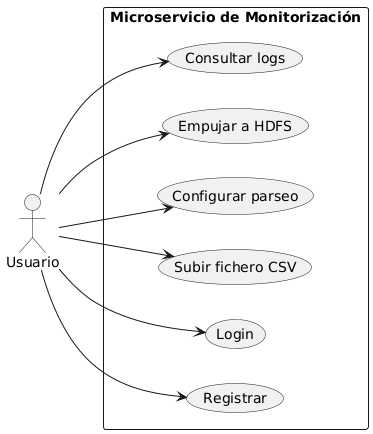 Microservicio de Monitorización
Consultar logs
Empujar a HDFS
Configurar parseo
Usuario
Subir fichero CSV
Login
Registrar